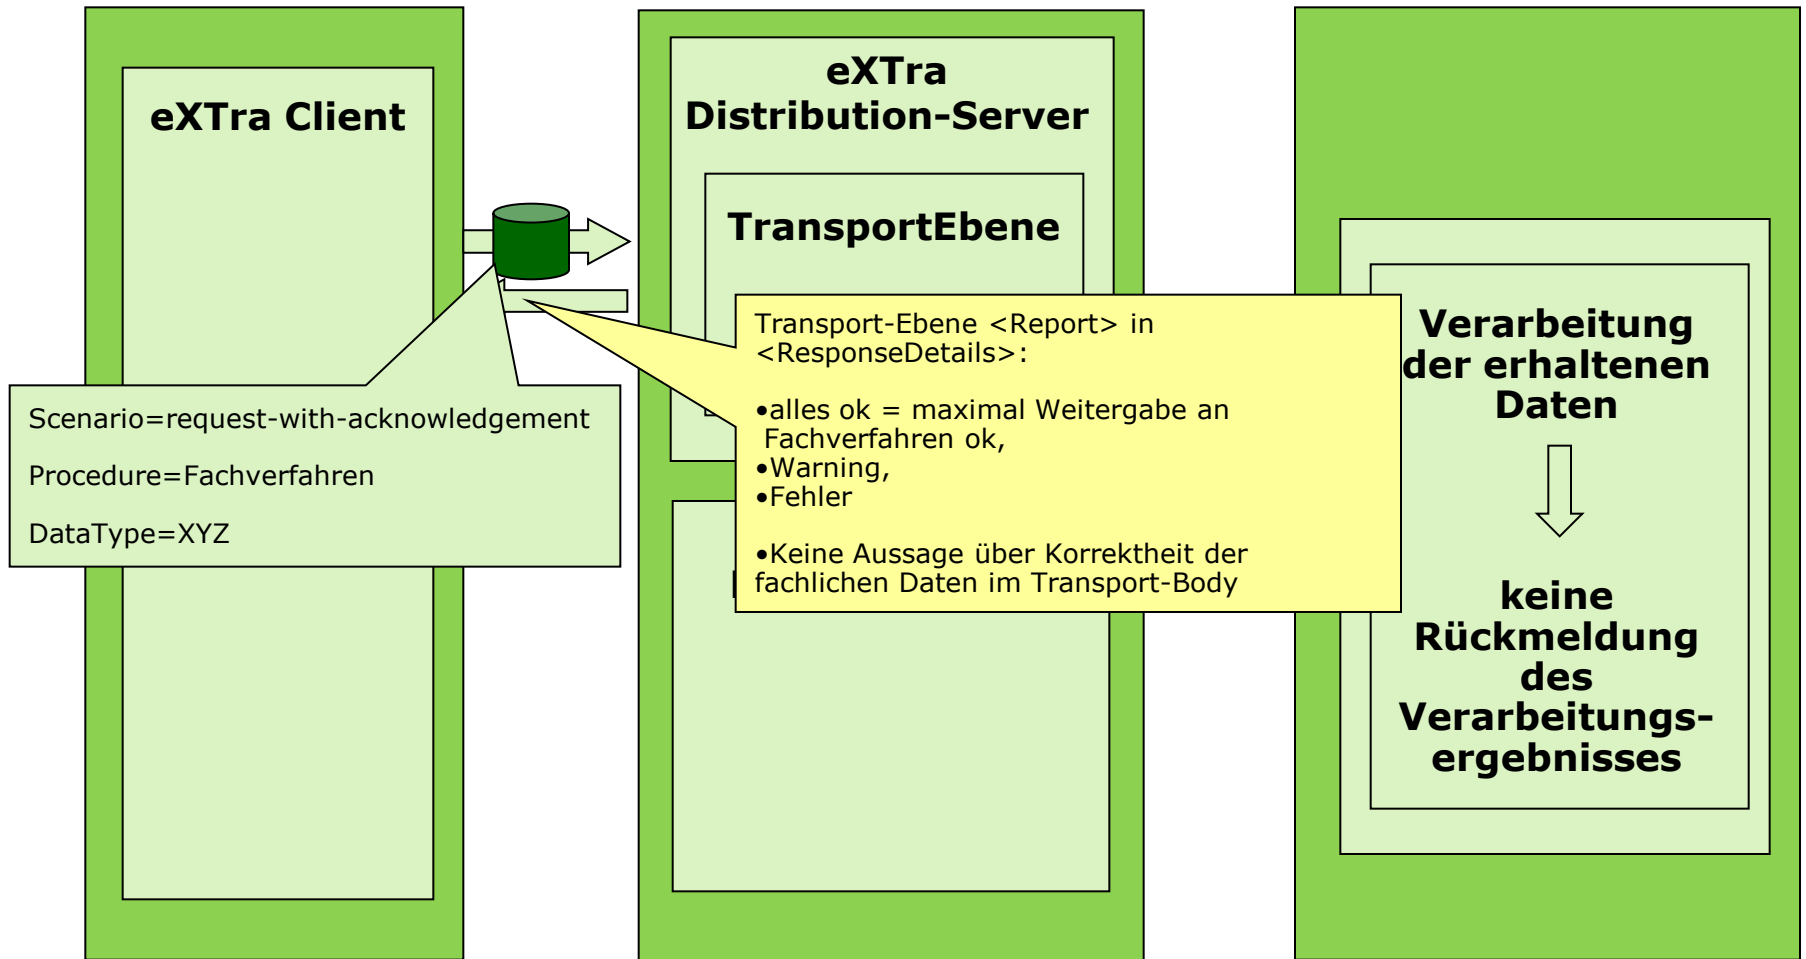 eXTra Client
eXTra
Distribution-Server
TransportEbene
Scenario=request-with-acknowledgement
Procedure=Fachverfahren
DataType=XYZ
Transport-Ebene <Report> in
<ResponseDetails>:
•alles ok = maximal Weitergabe an
Fachverfahren ok,
•Warning,
•Fehler
•Keine Aussage über Korrektheit der
fachlichen Daten im Transport-Body
Verarbeitung
der erhaltenen
Daten
keine
Rückmeldung
des
Verarbeitungs-
ergebnisses